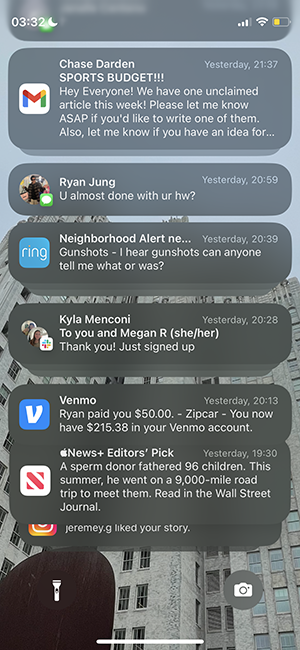 03:32
Chase Darden Yesterday, 21:37
SPORTS BUDGET!!!
Hey Everyone! We have one unclaimed
article this week! Please let me know
ASAP if you'd like to write one of them.
Also, let me know if you have an idea for...
Ryan Jung Yesterday, 20:59
U almost done with ur hw?
ring
Neighborhood Alert ne... Yesterday, 20:39
Gunshots - I hear gunshots can anyone
tell me what or was?
Kyla Menconi Yesterday, 20:28
To you and Megan R (she/her)
Thank you! Just signed up
Venmo Yesterday, 20:13
Ryan paid you $50.00. - Zipcar - You now
have $215.38 in your Venmo account.
News+ Editors' Pick Yesterday, 19:30
A sperm donor fathered 96 children. This
summer, he went on a 9,000-mile road
trip to meet them. Read in the Wall Street
Journal.
jeremey.g liked your story.